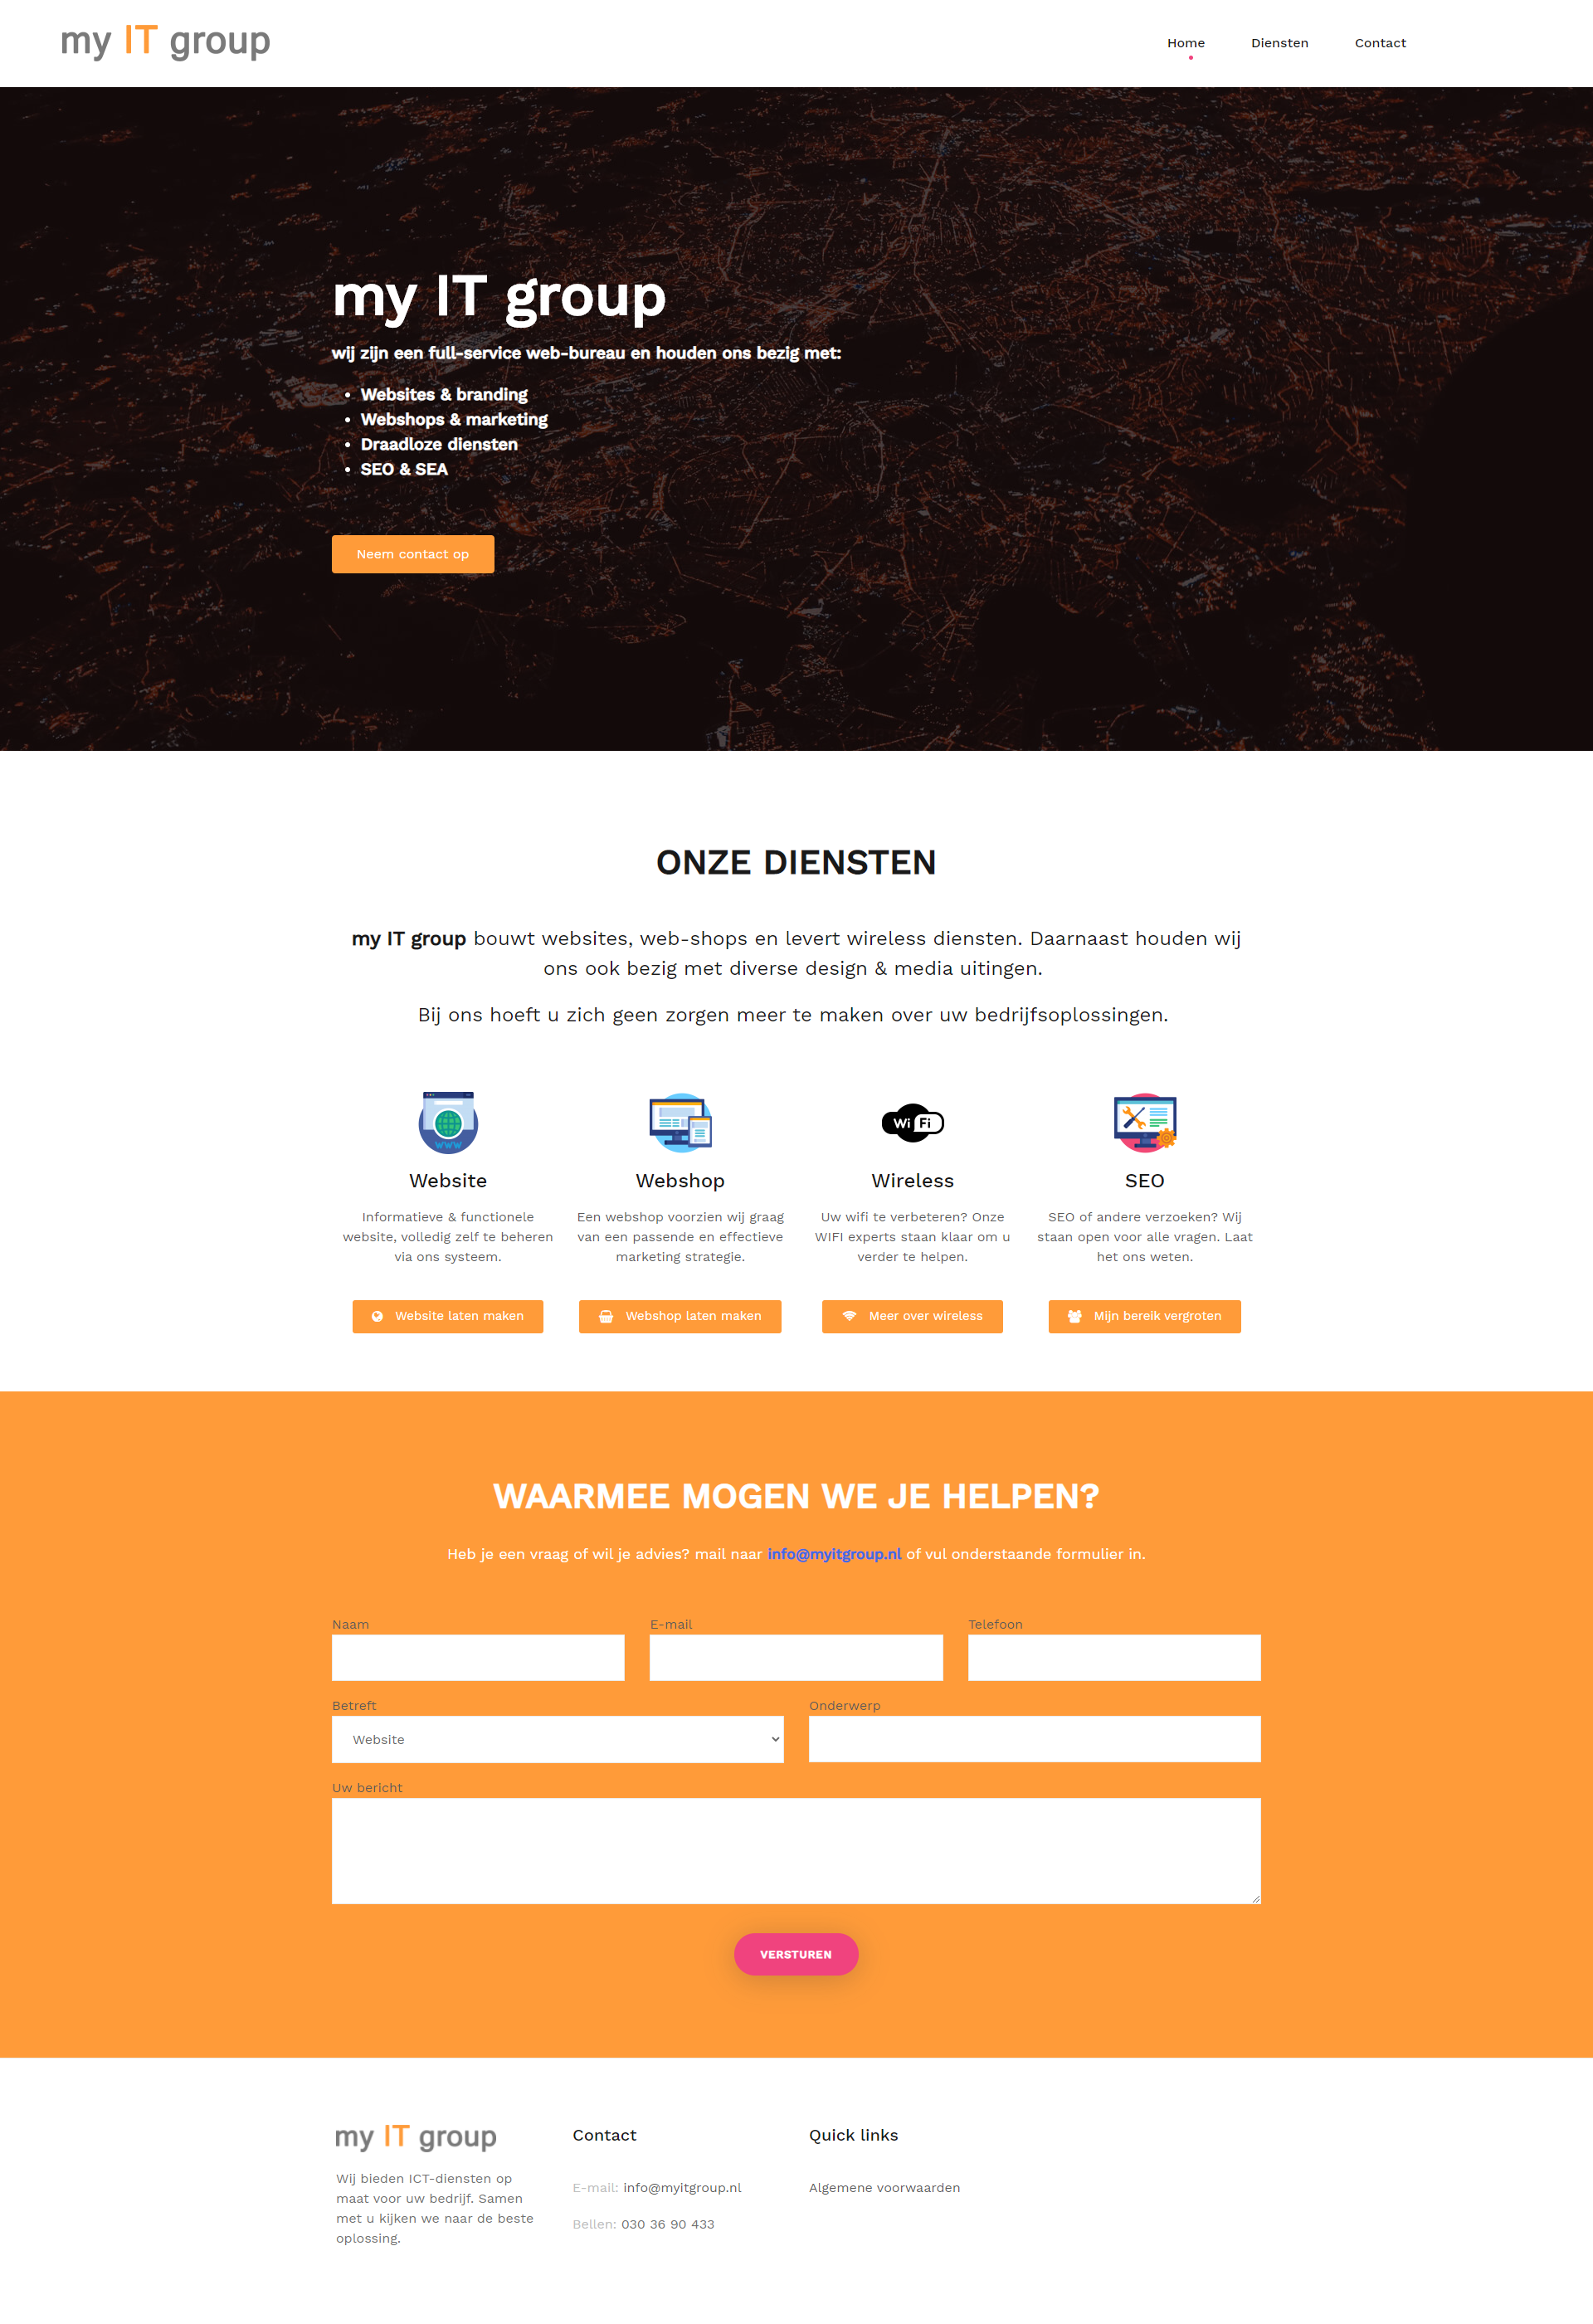 my IT group
Home
Diensten
Contact
my IT group
wij zijn een full-service web-bureau en houden ons bezig met:
• Websites & branding
• Webshops & marketing
• Draadloze diensten
• SEO & SEA
Neem contact op
ONZE DIENSTEN
my IT group bouwt websites, web-shops en levert wireless diensten. Daarnaast houden wij
ons ook bezig met diverse design & media uitingen.
Bij ons hoeft u zich geen zorgen meer te maken over uw bedrijfsoplossingen.
WWW
Website
Informatieve & functionele
website, volledig zelf te beheren
via ons systeem.
Website laten maken
Webshop
Een webshop voorzien wij graag
van een passende en effectieve
marketing strategie.
Webshop laten maken
Wi Fi
Wireless
Uw wifi te verbeteren? Onze
WIFI experts staan klaar om u
verder te helpen.
Meer over wireless
SEO
SEO of andere verzoeken? Wij
staan open voor alle vragen. Laat
het ons weten.
Mijn bereik vergroten
WAARMEE MOGEN WE JE HELPEN?
Heb je een vraag of wil je advies? mail naar info@myitgroup.nl of vul onderstaande formulier in.
Naam
E-mail
Telefoon
Betreft
Website
Onderwerp
Uw bericht
VERSTUREN
my IT group
Wij bieden ICT-diensten op
maat voor uw bedrijf. Samen
met u kijken we naar de beste
oplossing.
Contact
E-mail: info@myitgroup.nl
Bellen: 030 36 90 433
Quick links
Algemene voorwaarden